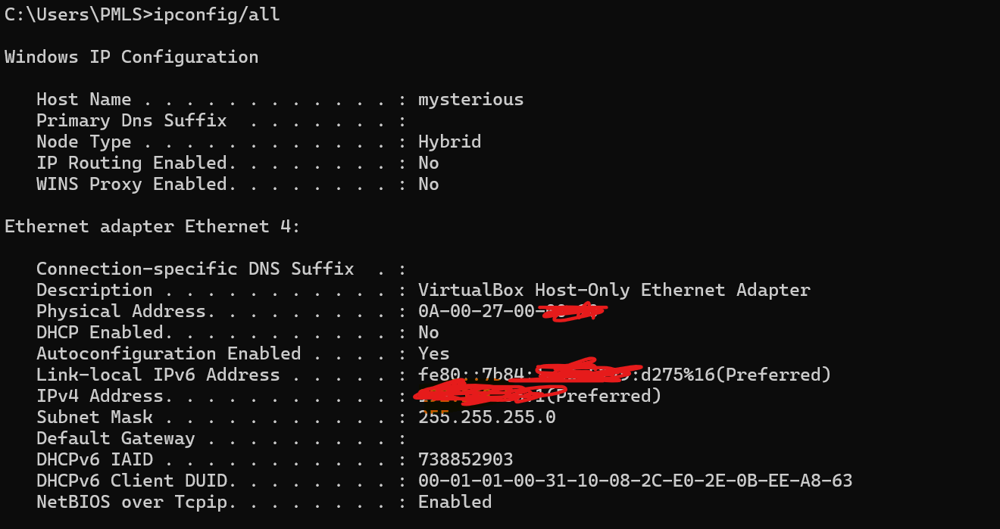 C:\Users\PMLS>ipconfig/all
Windows IP Configuration
Host Name . . . . . . . . . . . . : mysterious
Primary Dns Suffix  . . . . . . . :
Node Type . . . . . . . . . . . . : Hybrid
IP Routing Enabled. . . . . . . . : No
WINS Proxy Enabled. . . . . . . . : No
Ethernet adapter Ethernet 4:
Connection-specific DNS Suffix  . :
Description . . . . . . . . . . . : VirtualBox Host-Only Ethernet Adapter
Physical Address. . . . . . . . . : 0A-00-27-00-
DHCP Enabled. . . . . . . . . . . : No
Autoconfiguration Enabled . . . . : Yes
Link-local IPv6 Address . . . . . : fe80::7b84: :d275%16(Preferred)
IPv4 Address. . . . . . . . . . . : (Preferred)
Subnet Mask . . . . . . . . . . . : 255.255.255.0
Default Gateway . . . . . . . . . :
DHCPv6 IAID . . . . . . . . . . . : 738852903
DHCPv6 Client DUID. . . . . . . . : 00-01-01-00-31-10-08-2C-E0-2E-0B-EE-A8-63
NetBIOS over Tcpip. . . . . . . . : Enabled